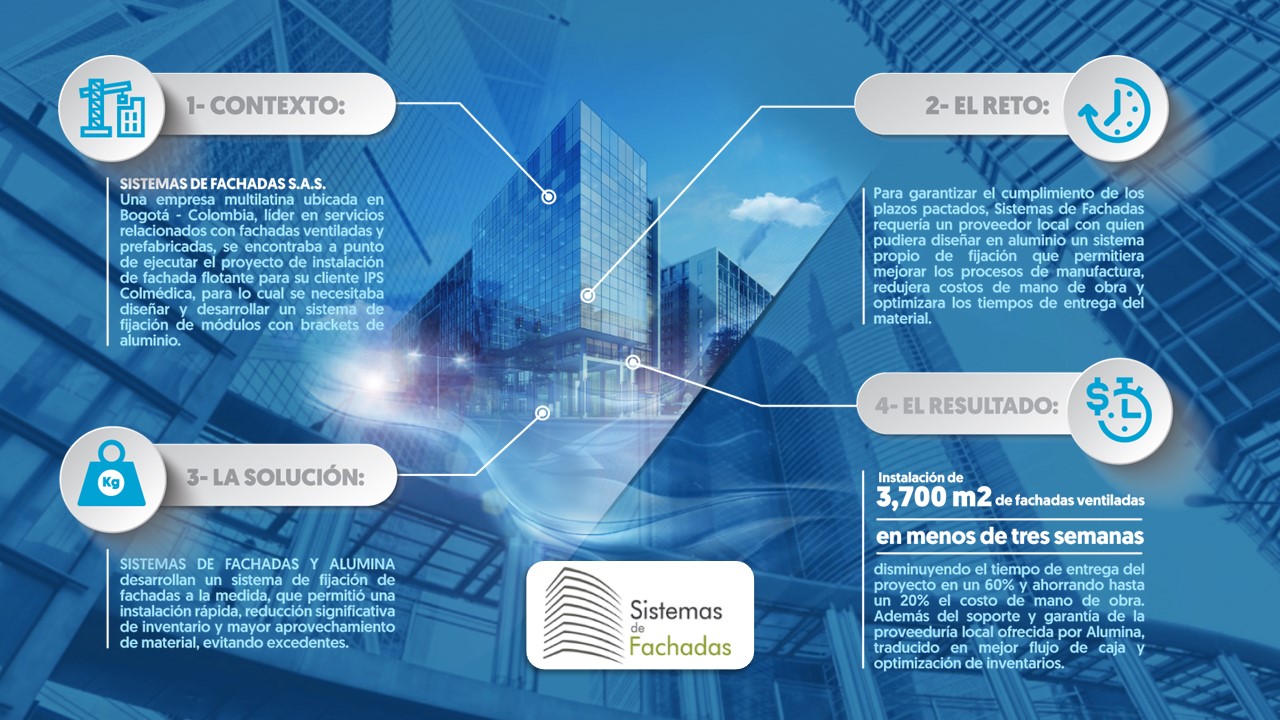 1- CONTEXTO:
SISTEMAS DE FACHADAS S.A.S.
Una empresa multilatina ubicada en
Bogotá - Colombia, líder en servicios
relacionados con fachadas ventiladas y
prefabricadas, se encontraba a punto
de ejecutar el proyecto de instalación
de fachada flotante para su cliente IPS
Colmédica, para lo cual se necesitaba
diseñar y desarrollar un sistema de
fijación de módulos con brackets de
aluminio.
2- EL RETO:
Para garantizar el cumplimiento de los
plazos pactados, Sistemas de Fachadas
requería un proveedor local con quien
pudiera diseñar en aluminio un sistema
propio de fijación que permitiera
mejorar los procesos de manufactura,
redujera costos de mano de obra y
optimizara los tiempos de entrega del
material.
Kg
3- LA SOLUCIÓN:
SISTEMAS DE FACHADAS Y ALUMINA
desarrollan un sistema de fijación de
fachadas a la medida, que permitió una
instalación rápida, reducción significativa
de inventario y mayor aprovechamiento
de material, evitando excedentes.
4- EL RESULTADO:
$
Instalación de
3,700 m2 de fachadas ventiladas
en menos de tres semanas
disminuyendo el tiempo de entrega del
proyecto en un 60% y ahorrando hasta
un 20% el costo de mano de obra.
Además del soporte y garantía de la
proveeduría local ofrecida por Alumina,
traducido en mejor flujo de caja y
optimización de inventarios.
Sistemas
de
Fachadas